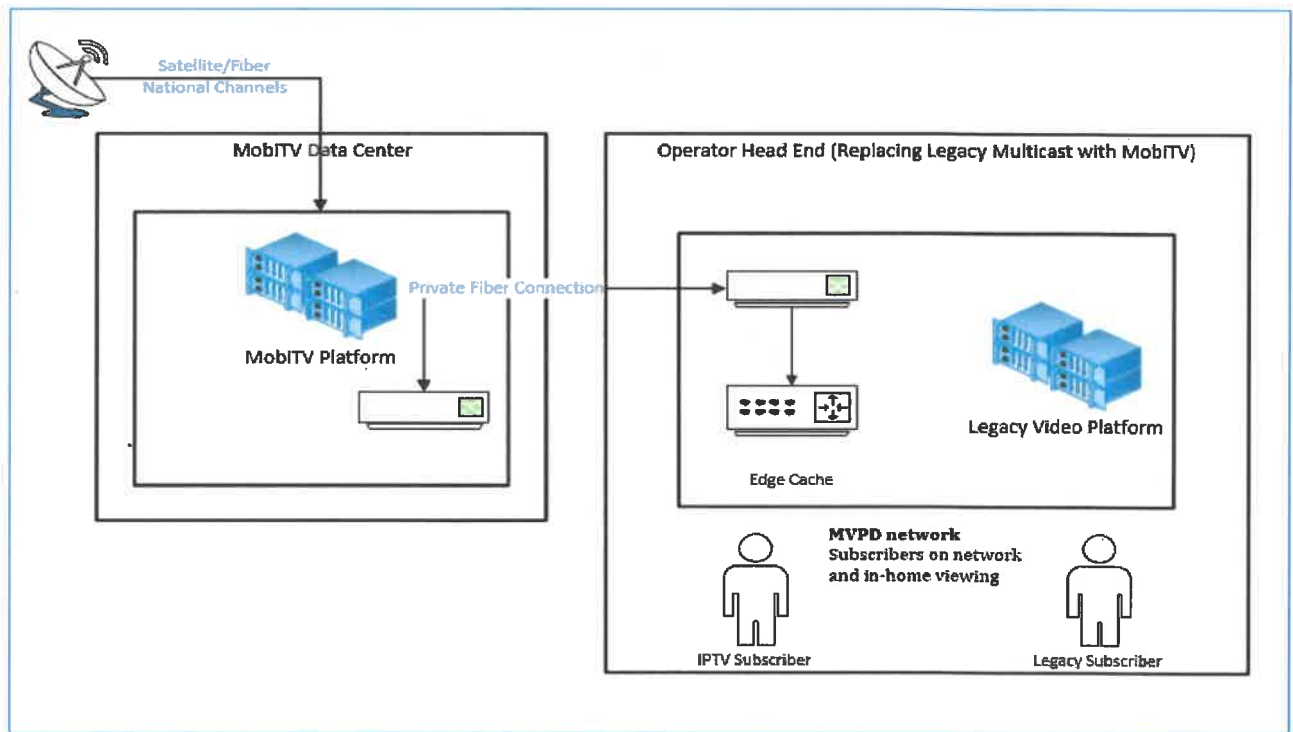 Satellite/Fiber
National Channels
MobITV Data Center
Operator Head End (Replacing Legacy Multicast with MobITV)
Private Fiber Connection
MobITV Platform
Legacy Video Platform
Edge Cache
MVPD network
Subscribers on network
and in-home viewing
IPTV Subscriber
Legacy Subscriber